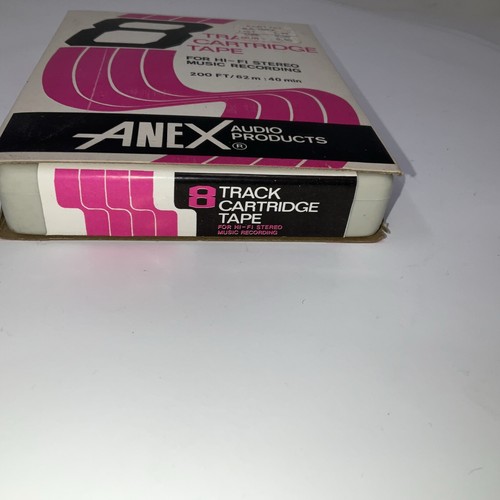 8
TRACK
CARTRIDGE
TAPE
FOR HI-FI STEREO
MUSIC RECORDING
200 FT/62m : 40 min
ANEX® AUDIO
PRODUCTS
8 TRACK
CARTRIDGE
TAPE
FOR HI-FI STEREO
MUSIC RECORDING